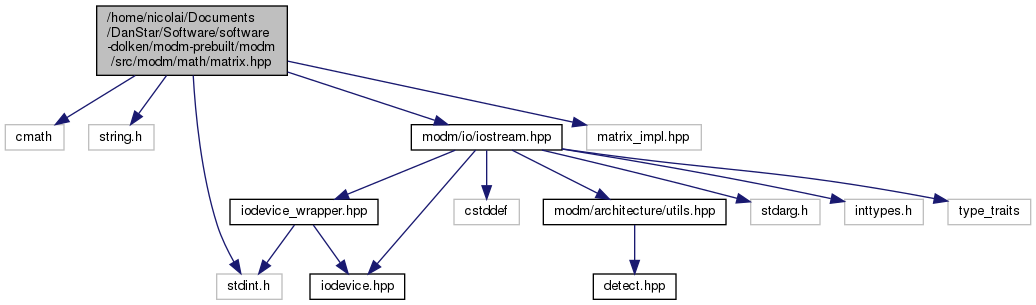 /home/nicolai/Documents
/DanStar/Software/software
-dolken/modm-prebuilt/modm
/src/modm/math/matrix.hpp
cmath
string.h
modm/io/iostream.hpp
matrix_impl.hpp
iodevice_wrapper.hpp
cstddef
modm/architecture/utils.hpp
stdarg.h
inttypes.h
type_traits
stdint.h
iodevice.hpp
detect.hpp